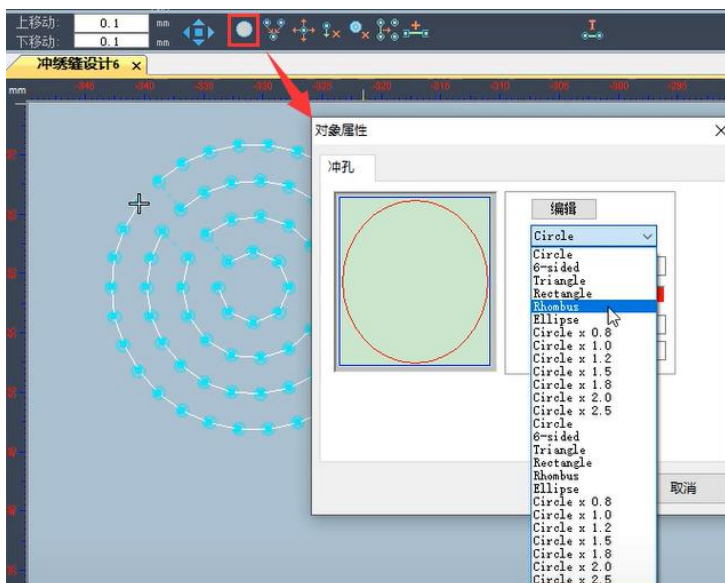 上移动: 0.1 mm
下移动: 0.1 mm
冲绣缝设计6 ×
mm
对象属性
冲孔
编辑
Circle
Circle
6-sided
Triangle
Rectangle
Rhombus
Ellipse
Circle x 0.8
Circle x 1.0
Circle x 1.2
Circle x 1.5
Circle x 1.8
Circle x 2.0
Circle x 2.5
Circle
6-sided
Triangle
Rectangle
Rhombus
Ellipse
Circle x 0.8
Circle x 1.0
Circle x 1.2
Circle x 1.5
Circle x 1.8
Circle x 2.0
Circle x 2.5
取消